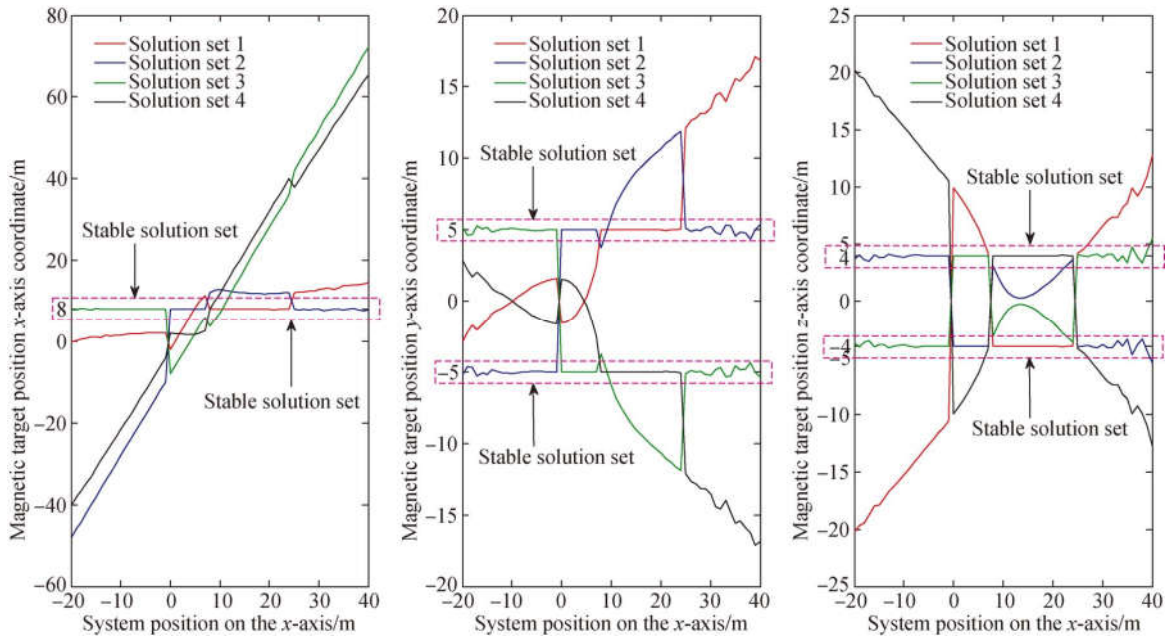 Magnetic target position x-axis coordinate/m
80
60
40
20
8
0
−20
−40
−60
Solution set 1
Solution set 2
Solution set 3
Solution set 4
Stable solution set
Stable solution set
−20 −10 0 10 20 30 40
System position on the x-axis/m
Magnetic target position y-axis coordinate/m
20
15
10
5
0
−5
−10
−15
−20
Solution set 1
Solution set 2
Solution set 3
Solution set 4
Stable solution set
Stable solution set
−20 −10 0 10 20 30 40
System position on the x-axis/m
Magnetic target position z-axis coordinate/m
25
20
15
10
5
4
0
−4
−5
−10
−15
−20
−25
Solution set 1
Solution set 2
Solution set 3
Solution set 4
Stable solution set
Stable solution set
−20 −10 0 10 20 30 40
System position on the x-axis/m